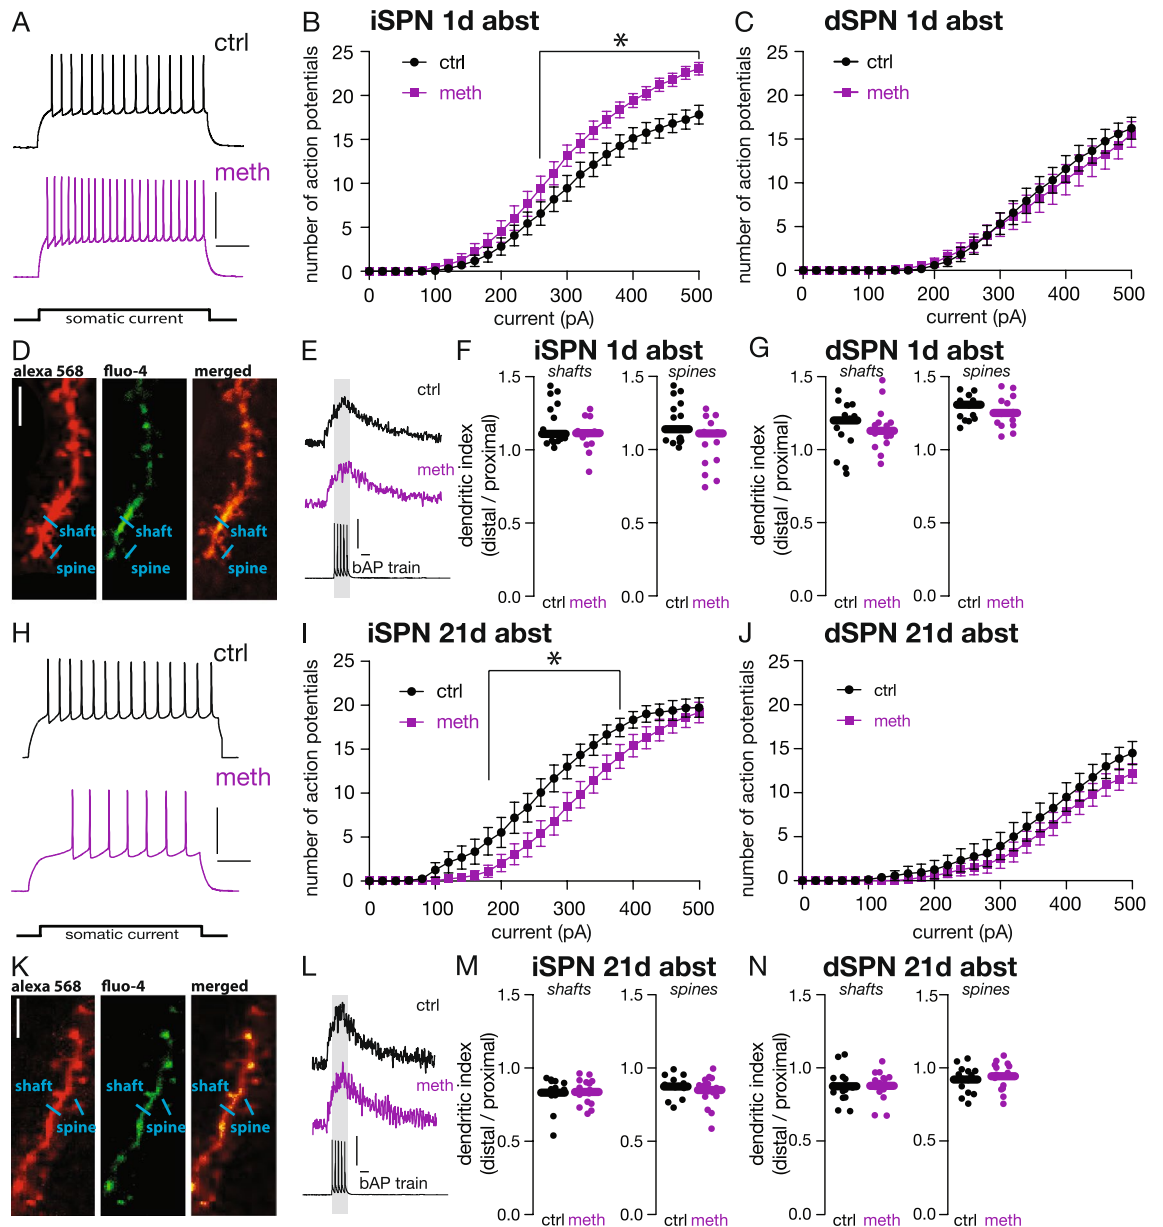 A
ctrl
meth
somatic current
B
iSPN 1d abst
*
ctrl
meth
number of action potentials
25
20
15
10
5
0
0
100
200
300
400
500
current (pA)
C
dSPN 1d abst
ctrl
meth
number of action potentials
25
20
15
10
5
0
0
100
200
300
400
500
current (pA)
D
alexa 568
fluo-4
merged
shaft
spine
shaft
spine
shaft
spine
E
ctrl
meth
bAP train
F
iSPN 1d abst
shafts
spines
dendritic index
(distal / proximal)
1.5
1.0
0.5
0.0
ctrl meth
1.5
1.0
0.5
0.0
ctrl meth
G
dSPN 1d abst
shafts
spines
dendritic index
(distal / proximal)
1.5
1.0
0.5
0.0
ctrl meth
1.5
1.0
0.5
0.0
ctrl meth
H
ctrl
meth
somatic current
I
iSPN 21d abst
*
ctrl
meth
number of action potentials
25
20
15
10
5
0
0
100
200
300
400
500
current (pA)
J
dSPN 21d abst
ctrl
meth
number of action potentials
25
20
15
10
5
0
0
100
200
300
400
500
current (pA)
K
alexa 568
fluo-4
merged
shaft
spine
shaft
spine
shaft
spine
L
ctrl
meth
bAP train
M
iSPN 21d abst
shafts
spines
dendritic index
(distal / proximal)
1.5
1.0
0.5
0.0
ctrl meth
1.5
1.0
0.5
0.0
ctrl meth
N
dSPN 21d abst
shafts
spines
dendritic index
(distal / proximal)
1.5
1.0
0.5
0.0
ctrl meth
1.5
1.0
0.5
0.0
ctrl meth